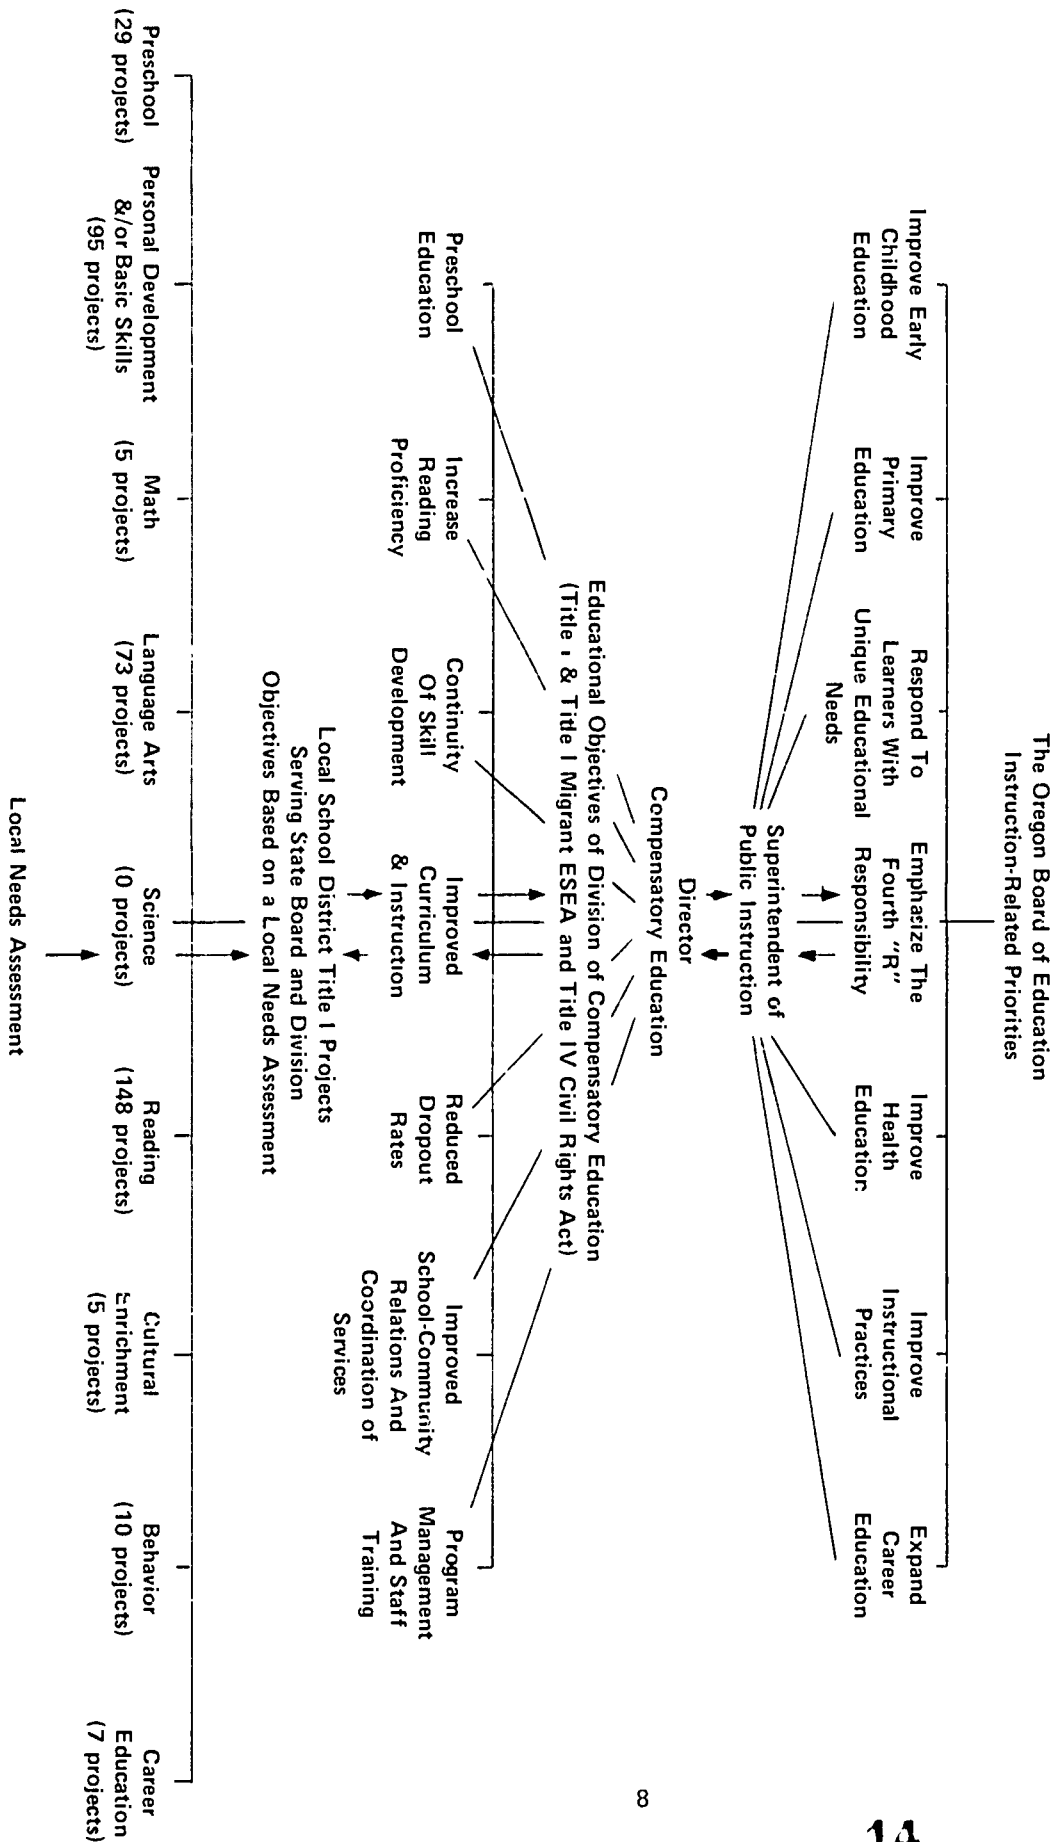 The Oregon Board of Education
Instruction-Related Priorities
Improve Early
Childhood
Education
Improve
Primary
Education
Respond To
Learners With
Unique Educational
Needs
Emphasize The
Fourth "R"
Responsibility
Improve
Health
Education
Improve
Instructional
Practices
Expand
Career
Education
Superintendent of
Public Instruction
Director
Compensatory Education
Educational Objectives of Division of Compensatory Education
(Title I & Title I Migrant ESEA and Title IV Civil Rights Act)
Preschool
Education
Increase
Reading
Proficiency
Continuity
Of Skill
Development
Improved
Curriculum
& Instruction
Reduced
Dropout
Rates
Improved
School-Community
Relations And
Coordination of
Services
Program
Management
And Staff
Training
Local School District Title I Projects
Serving State Board and Division
Objectives Based on a Local Needs Assessment
Preschool
(29 projects)
Personal Development
&/or Basic Skills
(95 projects)
Math
(5 projects)
Language Arts
(73 projects)
Science
(0 projects)
Reading
(148 projects)
Cultural
Enrichment
(5 projects)
Behavior
(10 projects)
Career
Education
(7 projects)
Local Needs Assessment
8
14